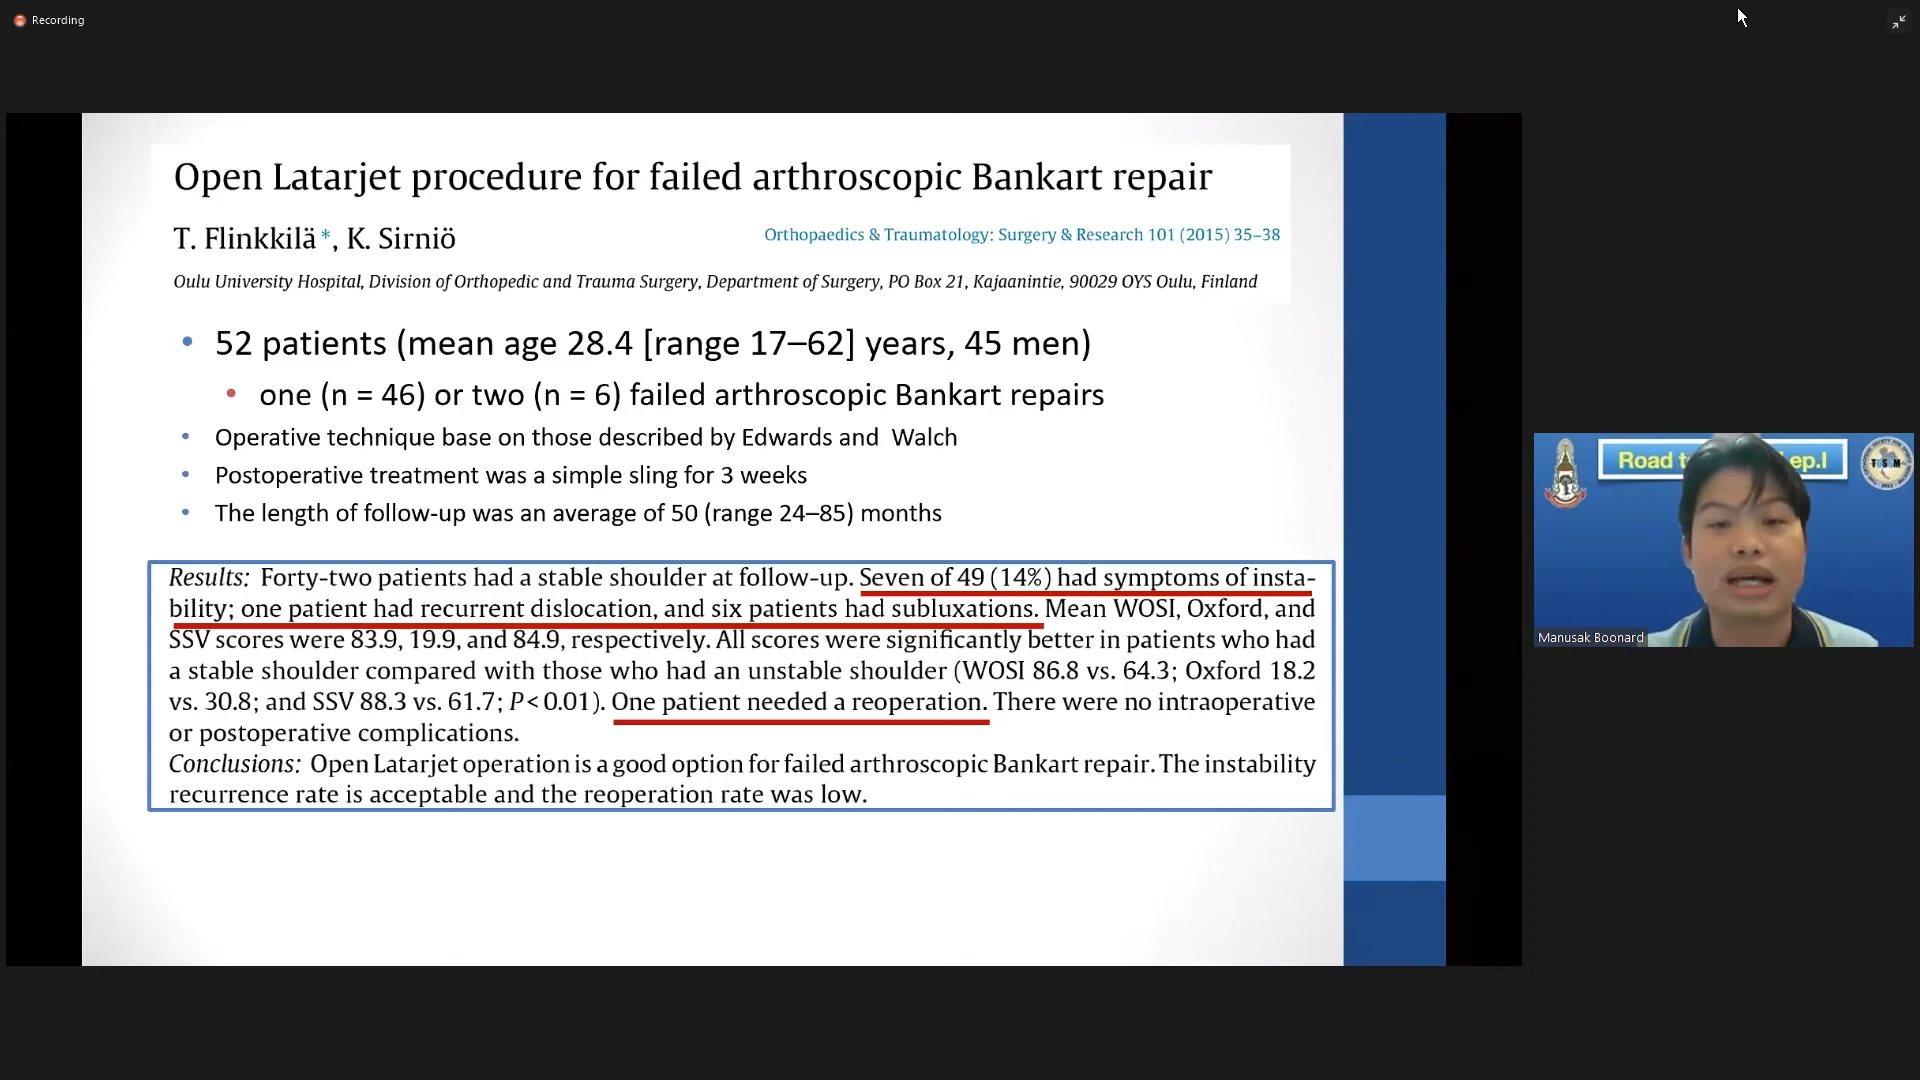 Recording
Open Latarjet procedure for failed arthroscopic Bankart repair
T. Flinkkilä *, K. Sirniö
Orthopaedics & Traumatology: Surgery & Research 101 (2015) 35–38
Oulu University Hospital, Division of Orthopedic and Trauma Surgery, Department of Surgery, PO Box 21, Kajaanintie, 90029 OYS Oulu, Finland
• 52 patients (mean age 28.4 [range 17–62] years, 45 men)
• one (n = 46) or two (n = 6) failed arthroscopic Bankart repairs
• Operative technique base on those described by Edwards and Walch
• Postoperative treatment was a simple sling for 3 weeks
• The length of follow-up was an average of 50 (range 24–85) months
Results: Forty-two patients had a stable shoulder at follow-up. Seven of 49 (14%) had symptoms of insta-
bility; one patient had recurrent dislocation, and six patients had subluxations. Mean WOSI, Oxford, and
SSV scores were 83.9, 19.9, and 84.9, respectively. All scores were significantly better in patients who had
a stable shoulder compared with those who had an unstable shoulder (WOSI 86.8 vs. 64.3; Oxford 18.2
vs. 30.8; and SSV 88.3 vs. 61.7; P < 0.01). One patient needed a reoperation. There were no intraoperative
or postoperative complications.
Conclusions: Open Latarjet operation is a good option for failed arthroscopic Bankart repair. The instability
recurrence rate is acceptable and the reoperation rate was low.
Road ep.I
Manusak Boonard